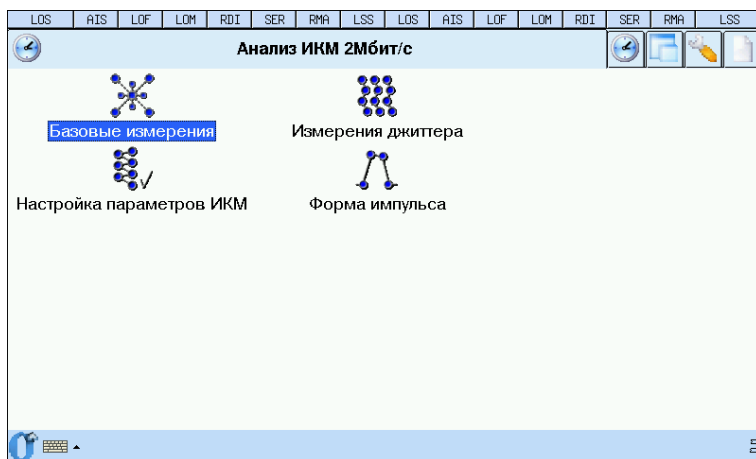 LOS AIS LOF LOM RDI SER RMA LSS LOS AIS LOF LOM RDI SER RMA LSS
Анализ ИКМ 2Мбит/с
Базовые измерения Измерения джиттера
Настройка параметров ИКМ Форма импульса